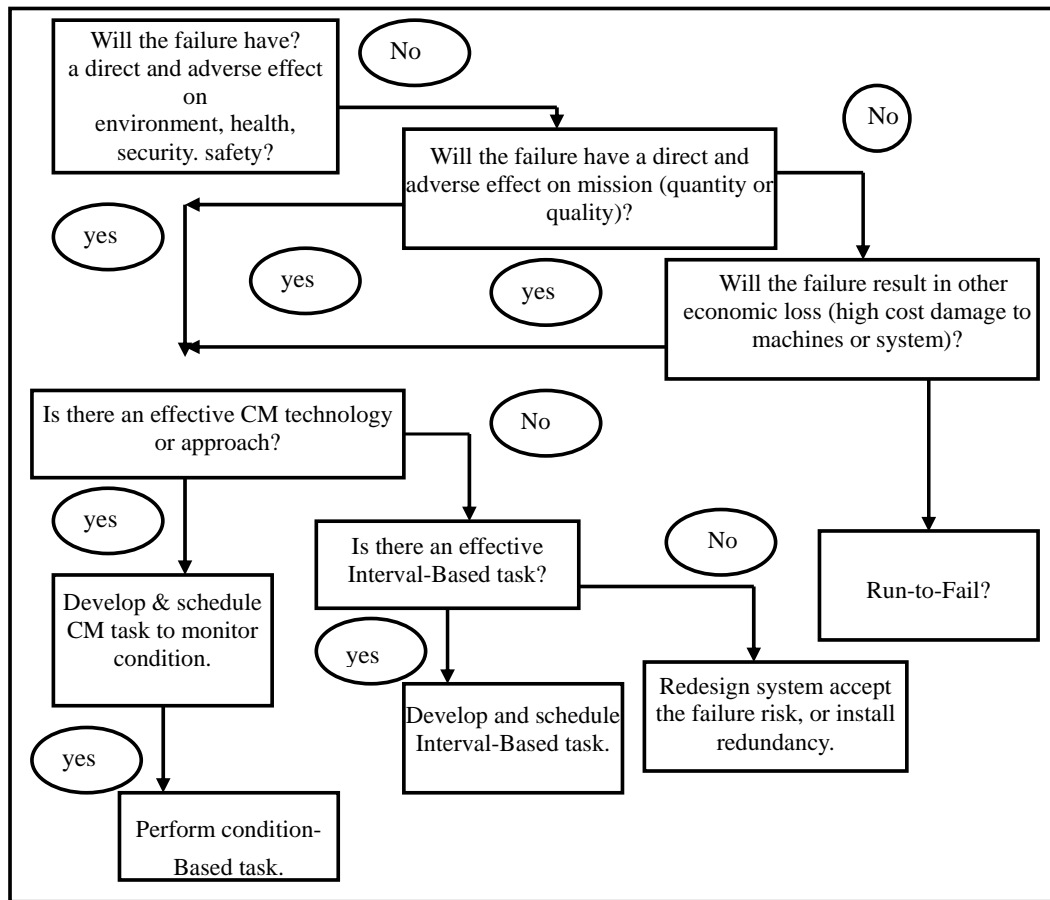 Will the failure have?
a direct and adverse effect
on
environment, health,
security. safety?
No
No
Will the failure have a direct and
adverse effect on mission (quantity or
quality)?
yes
yes
yes
Will the failure result in other
economic loss (high cost damage to
machines or system)?
Is there an effective CM technology
or approach?
No
yes
Is there an effective
Interval-Based task?
No
Run-to-Fail?
Develop & schedule
CM task to monitor
condition.
yes
Develop and schedule
Interval-Based task.
Redesign system accept
the failure risk, or install
redundancy.
yes
Perform condition-
Based task.